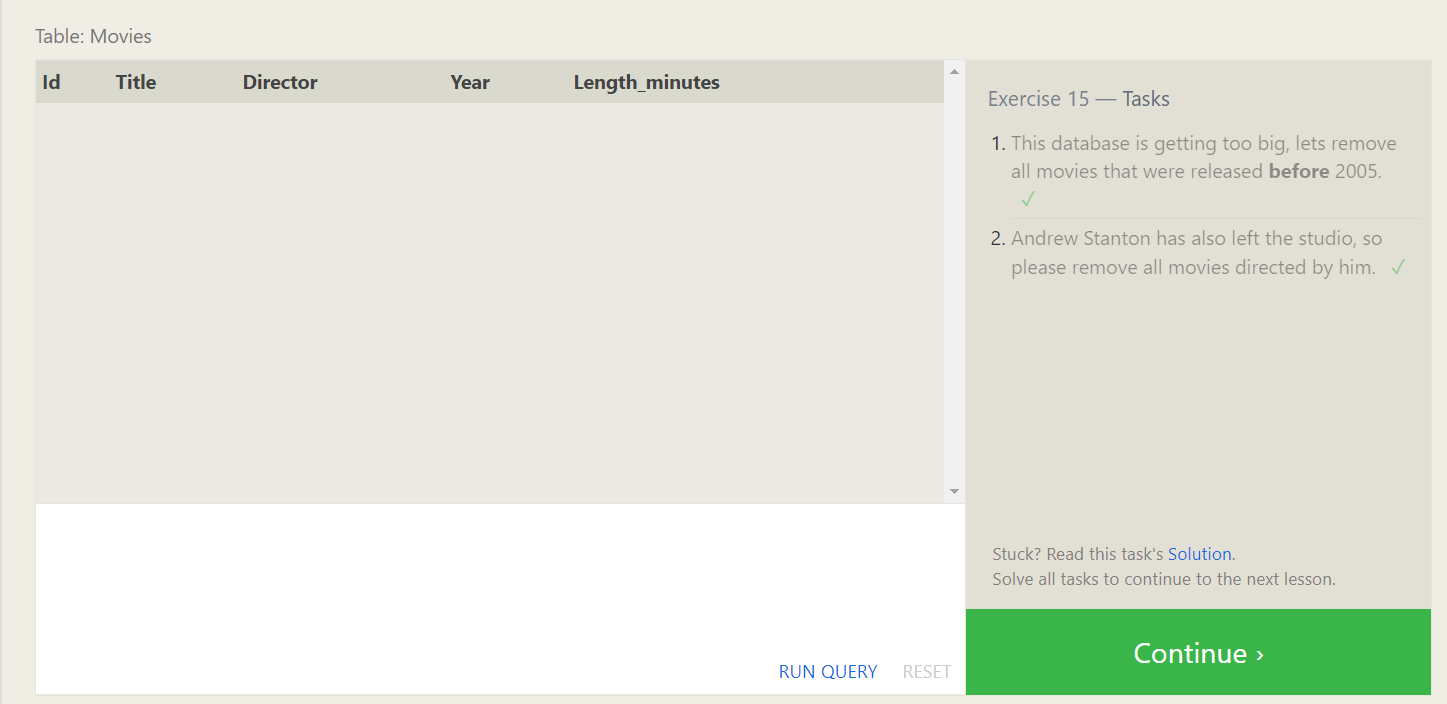 Table: Movies
Id Title Director Year Length_minutes
Exercise 15 — Tasks
1. This database is getting too big, lets remove
all movies that were released before 2005.
✓
2. Andrew Stanton has also left the studio, so
please remove all movies directed by him. ✓
Stuck? Read this task's Solution.
Solve all tasks to continue to the next lesson.
RUN QUERY RESET
Continue ›